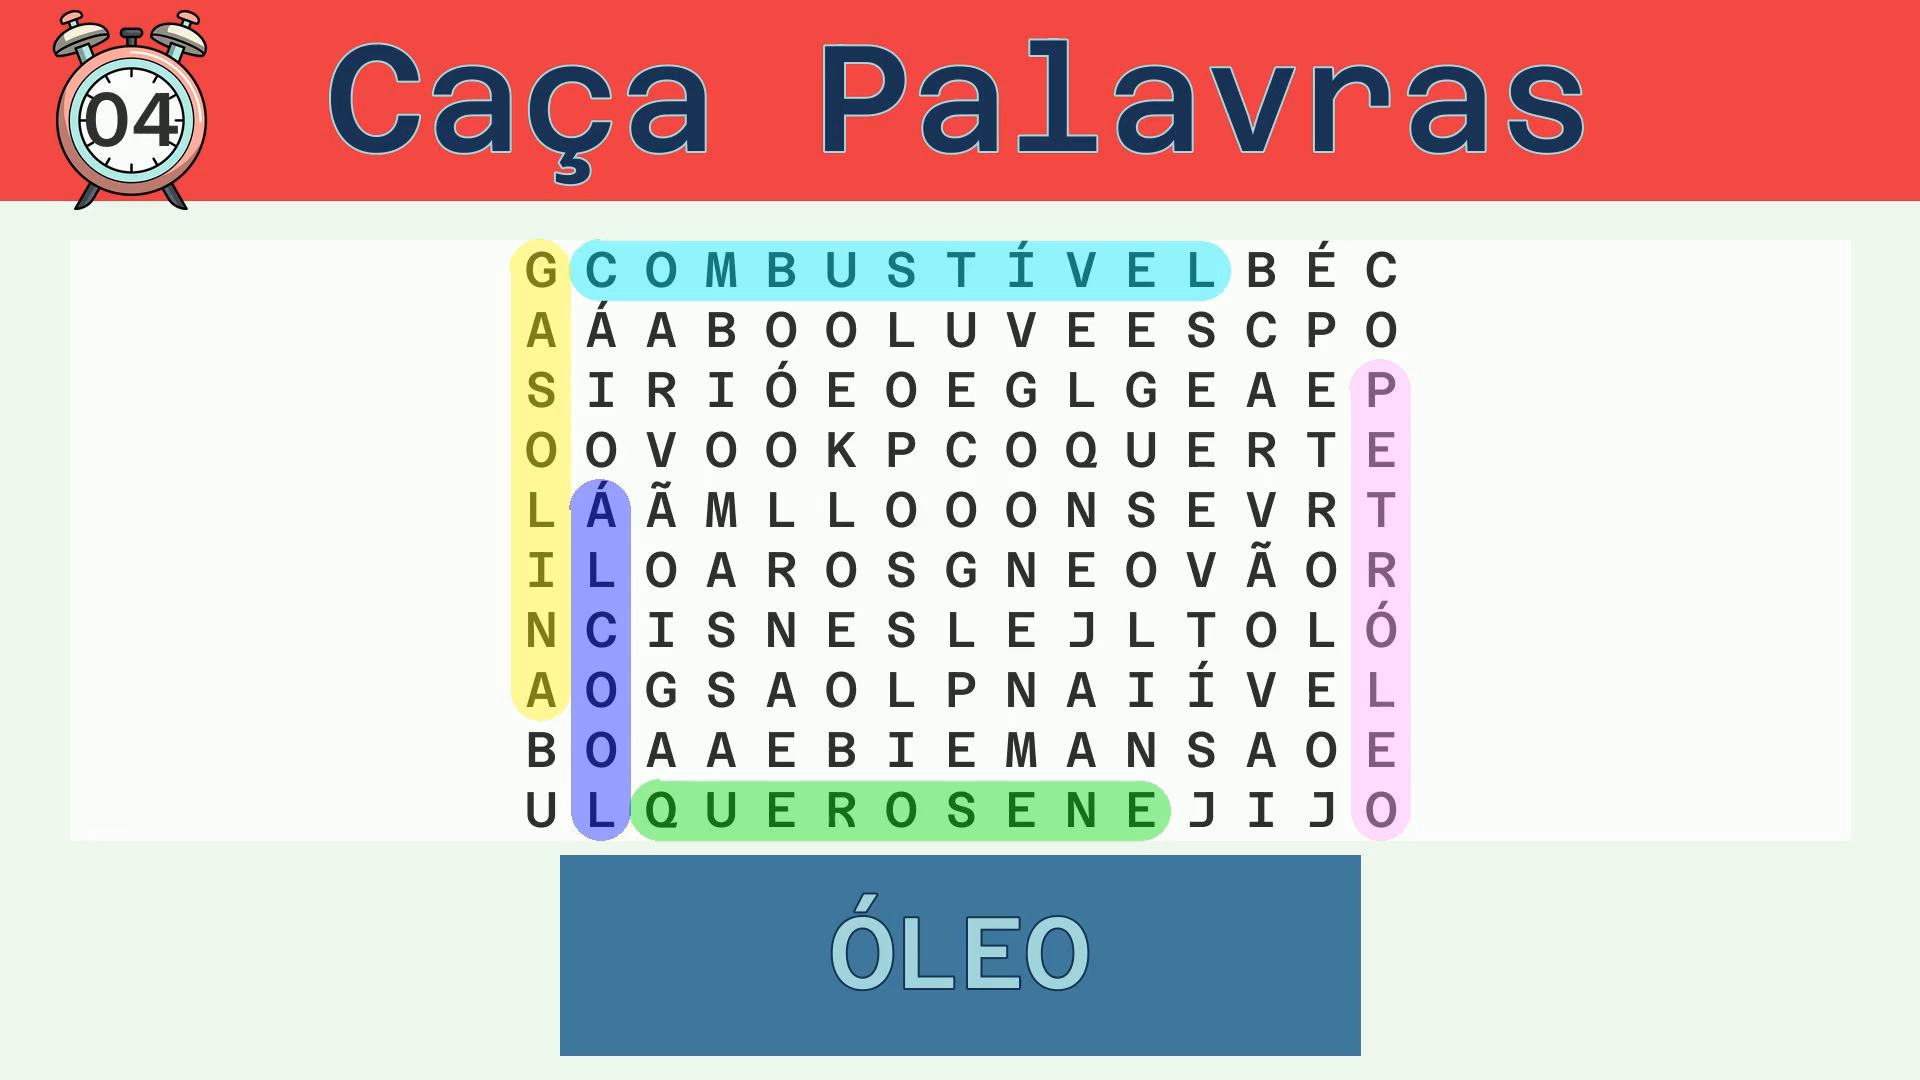 04
Caça Palavras
G C O M B U S T Í V E L B É C
A Á A B O O L U V E E S C P O
S I R I Ó E O E G L G E A E P
O O V O O K P C O Q U E R T E
L Á Ã M L L O O O N S E V R T
I L O A R O S G N E O V Ã O R
N C I S N E S L E J L T O L Ó
A O G S A O L P N A I Í V E L
B O A A E B I E M A N S A O E
U L Q U E R O S E N E J I J O
ÓLEO